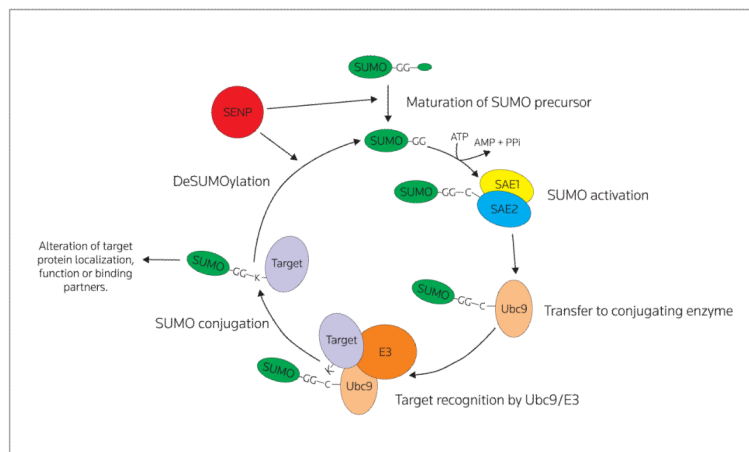 SUMO -GG-
SENP
Maturation of SUMO precursor
SUMO -GG
ATP
AMP + PPi
DeSUMOylation
SAE1
SUMO -GG-C
SUMO activation
SAE2
Alteration of target
protein localization,
function or binding
partners.
SUMO -GG-K
Target
SUMO -GG-C-
Ubc9
Transfer to conjugating enzyme
SUMO conjugation
Target
E3
K
SUMO -GG-C-
Ubc9
Target recognition by Ubc9/E3